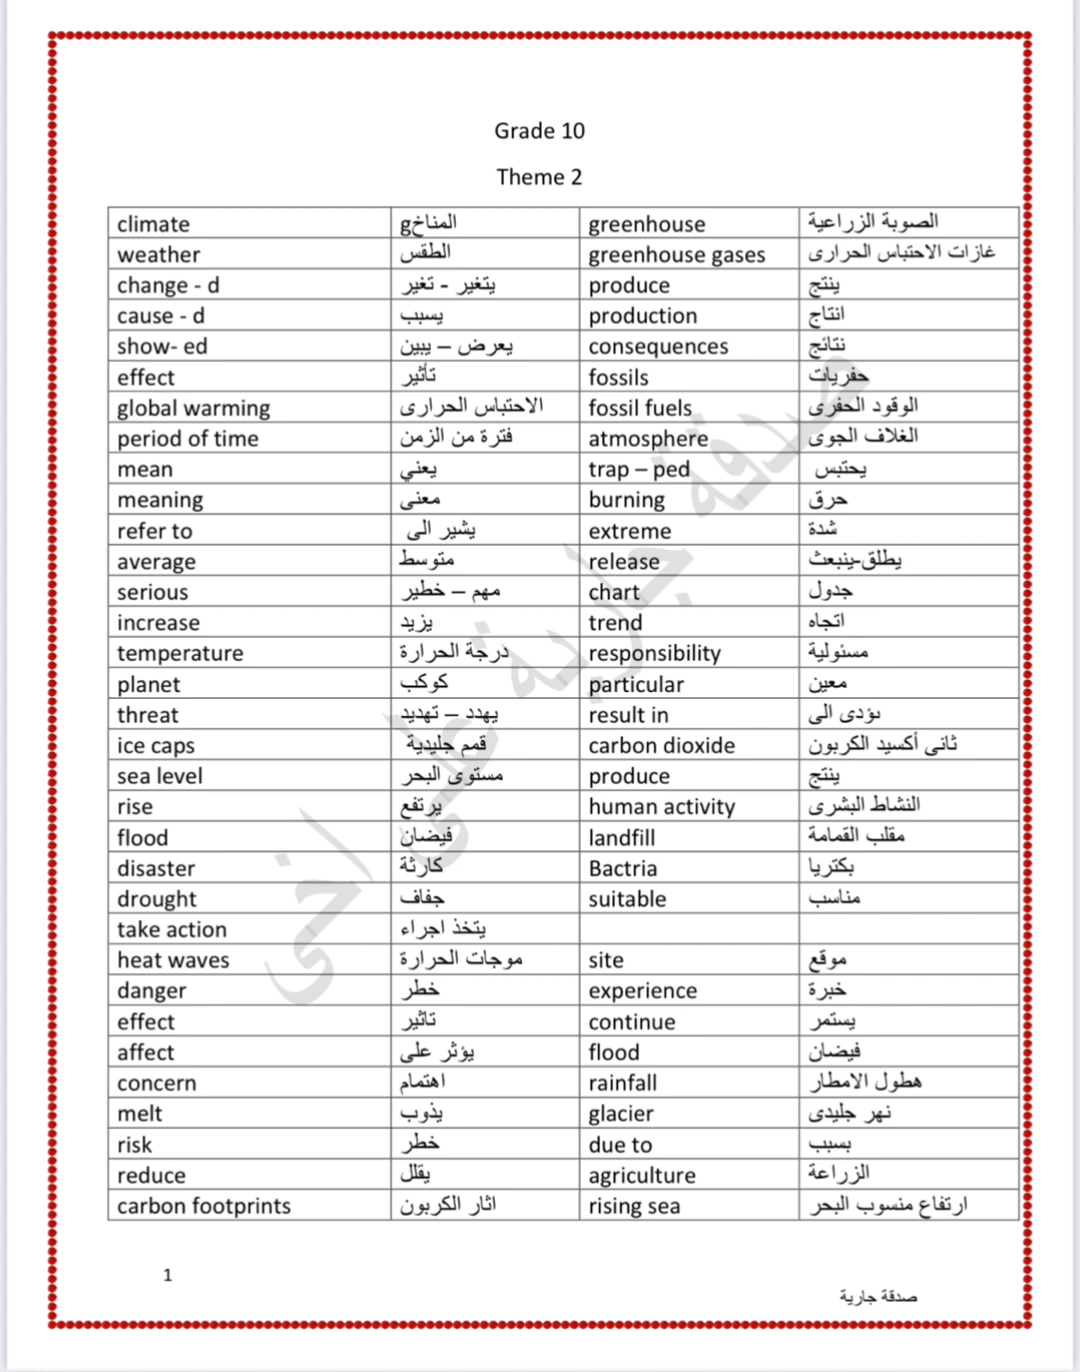 Grade 10
Theme 2
climate المناخg greenhouse الصوبة الزراعية
weather الطقس greenhouse gases غازات الاحتباس الحرارى
change - d يتغير - تغير produce ينتج
cause - d يسبب production انتاج
show- ed يعرض – يبين consequences نتائج
effect تأثير fossils حفريات
global warming الاحتباس الحرارى fossil fuels الوقود الحفرى
period of time فترة من الزمن atmosphere الغلاف الجوى
mean يعني trap – ped يحتبس
meaning معنى burning حرق
refer to يشير الى extreme شدة
average متوسط release يطلق-ينبعث
serious مهم – خطير chart جدول
increase يزيد trend اتجاه
temperature درجة الحرارة responsibility مسئولية
planet كوكب particular معين
threat يهدد – تهديد result in يؤدى الى
ice caps قمم جليدية carbon dioxide ثانى أكسيد الكربون
sea level مستوى البحر produce ينتج
rise يرتفع human activity النشاط البشرى
flood فيضان landfill مقلب القمامة
disaster كارثة Bactria بكتريا
drought جفاف suitable مناسب
take action يتخذ اجراء
heat waves موجات الحرارة site موقع
danger خطر experience خبرة
effect تاثير continue يستمر
affect يؤثر على flood فيضان
concern اهتمام rainfall هطول الامطار
melt يذوب glacier نهر جليدى
risk خطر due to بسبب
reduce يقلل agriculture الزراعة
carbon footprints اثار الكربون rising sea ارتفاع منسوب البحر
صدقة جارية على اخى
1
صدقة جارية